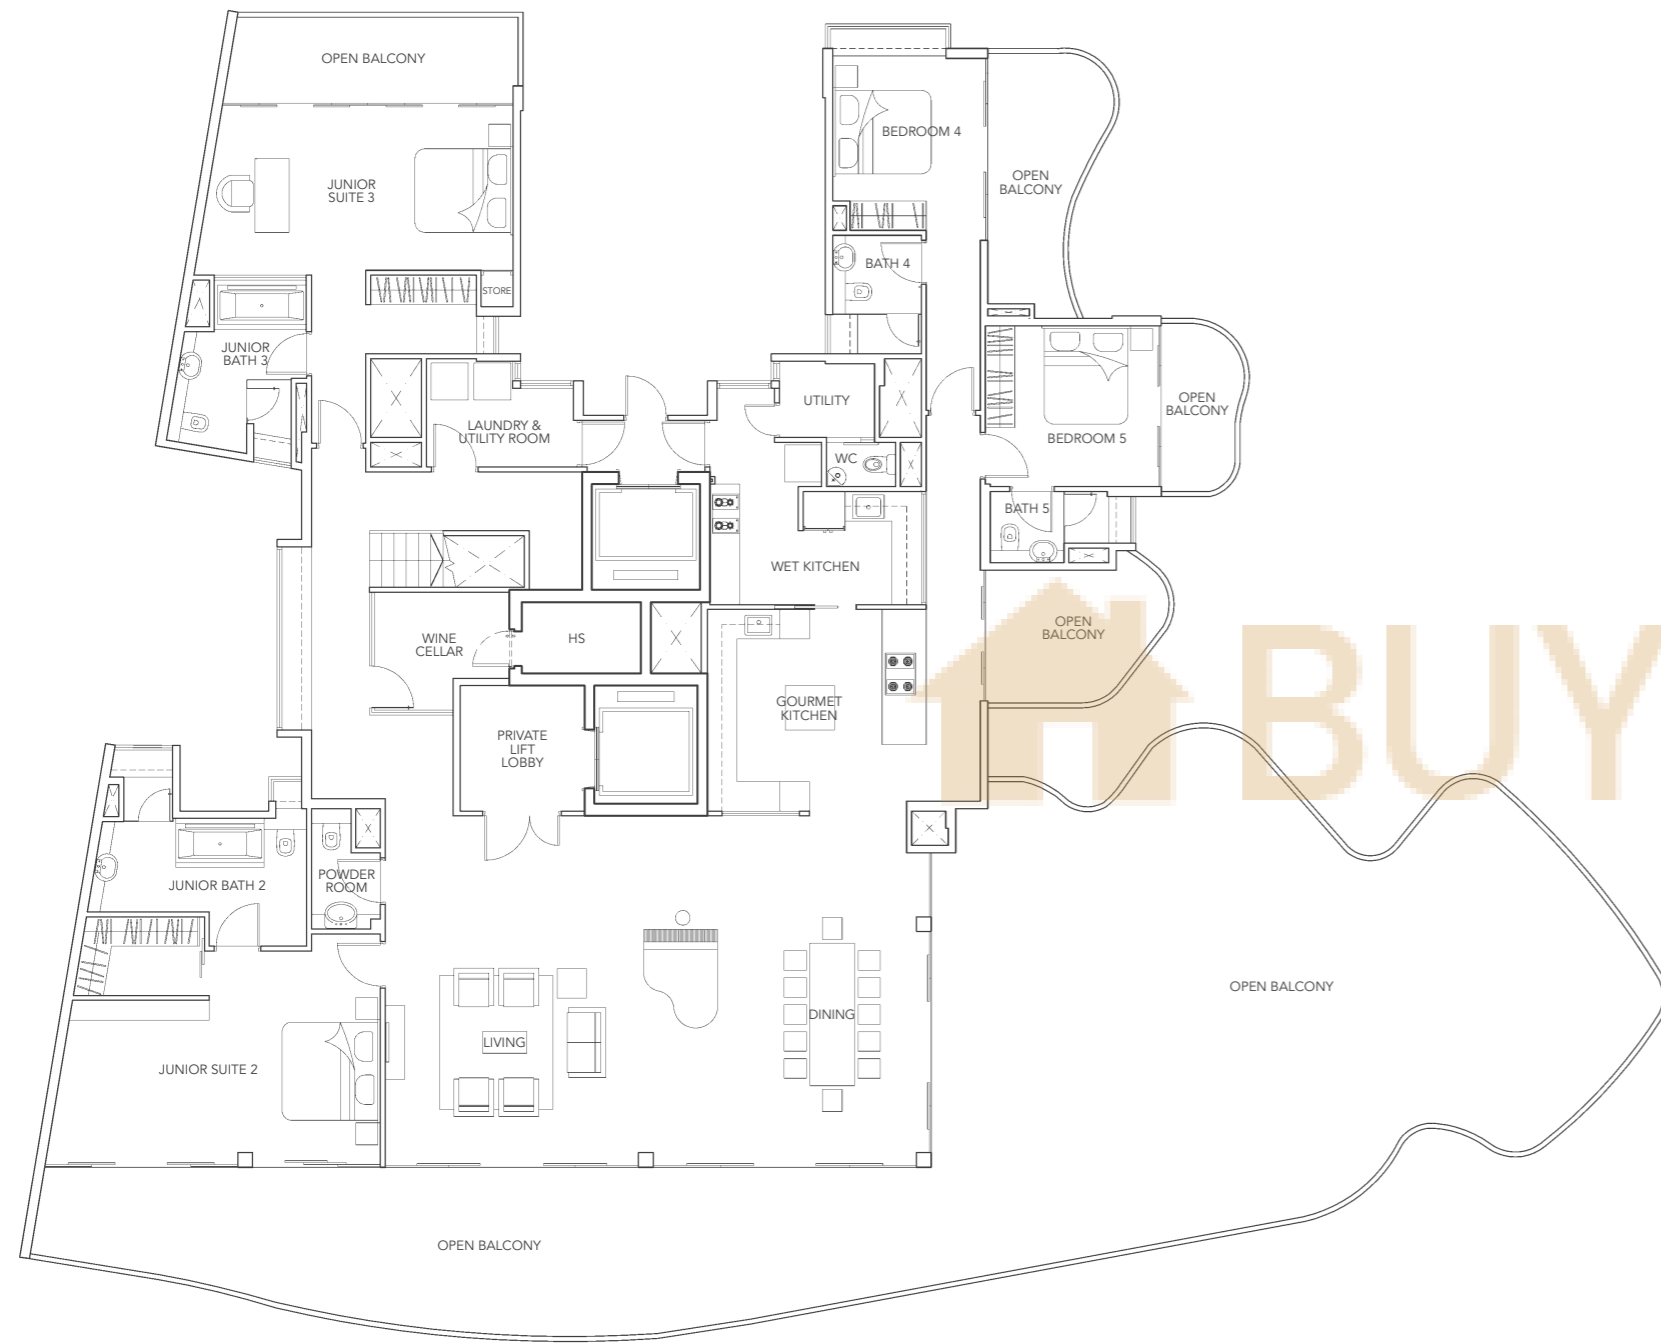 OPEN BALCONY
BEDROOM 4
JUNIOR
SUITE 3
OPEN
BALCONY
BATH 4
STORE
JUNIOR
BATH 3
UTILITY
OPEN
BALCONY
LAUNDRY &
UTILITY ROOM
BEDROOM 5
WC
BATH 5
WET KITCHEN
OPEN
BALCONY
WINE
CELLAR
HS
BUY
GOURMET
KITCHEN
PRIVATE
LIFT
LOBBY
JUNIOR BATH 2
POWDER
ROOM
OPEN BALCONY
DINING
LIVING
JUNIOR SUITE 2
OPEN BALCONY